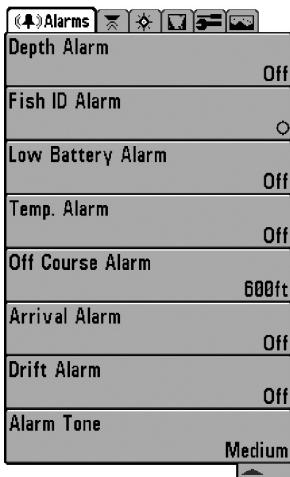 Alarms
Depth Alarm
Off
Fish ID Alarm
Low Battery Alarm
Off
Temp. Alarm
Off
Off Course Alarm
600ft
Arrival Alarm
Off
Drift Alarm
Off
Alarm Tone
Medium